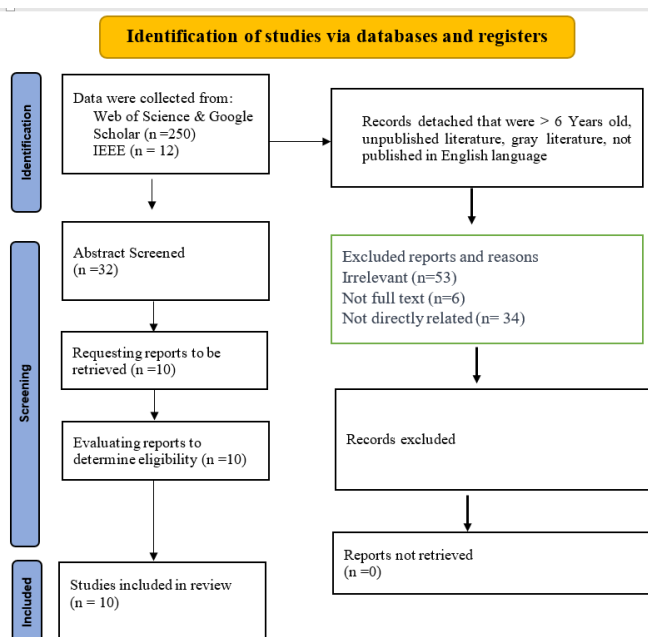 Identification of studies via databases and registers
Identification
Data were collected from:
Web of Science & Google
Scholar (n =250)
IEEE (n = 12)
Records detached that were > 6 Years old,
unpublished literature, gray literature, not
published in English language
Screening
Abstract Screened
(n =32)
Excluded reports and reasons
Irrelevant (n=53)
Not full text (n=6)
Not directly related (n= 34)
Requesting reports to be
retrieved (n =10)
Evaluating reports to
determine eligibility (n =10)
Records excluded
Reports not retrieved
(n =0)
Included
Studies included in review
(n = 10)